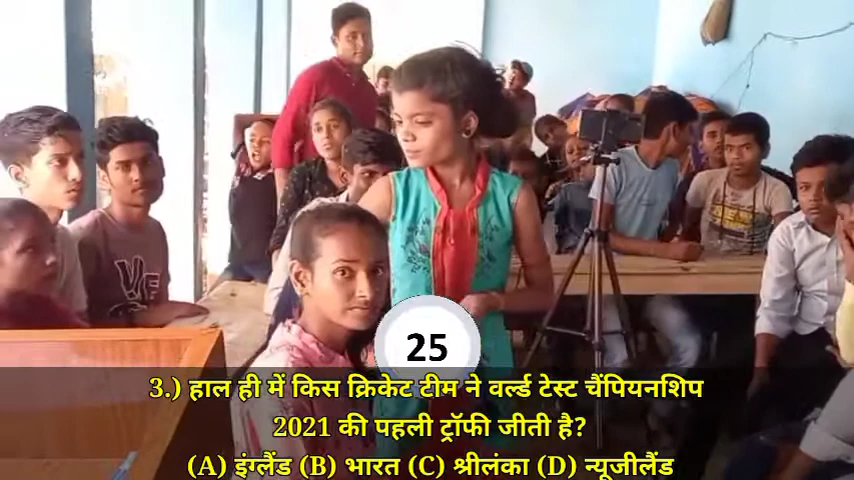 25
3.) हाल ही में किस क्रिकेट टीम ने वर्ल्ड टेस्ट चैंपियनशिप
2021 की पहली ट्रॉफी जीती है?
(A) इंग्लैंड (B) भारत (C) श्रीलंका (D) न्यूजीलैंड